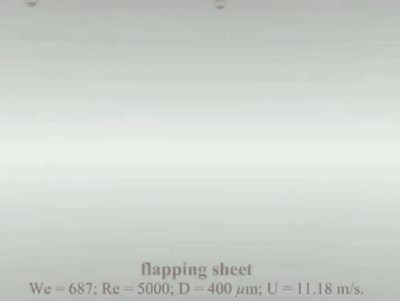 flapping sheet
We = 687; Re = 5000; D = 400 µm; U = 11.18 m/s.